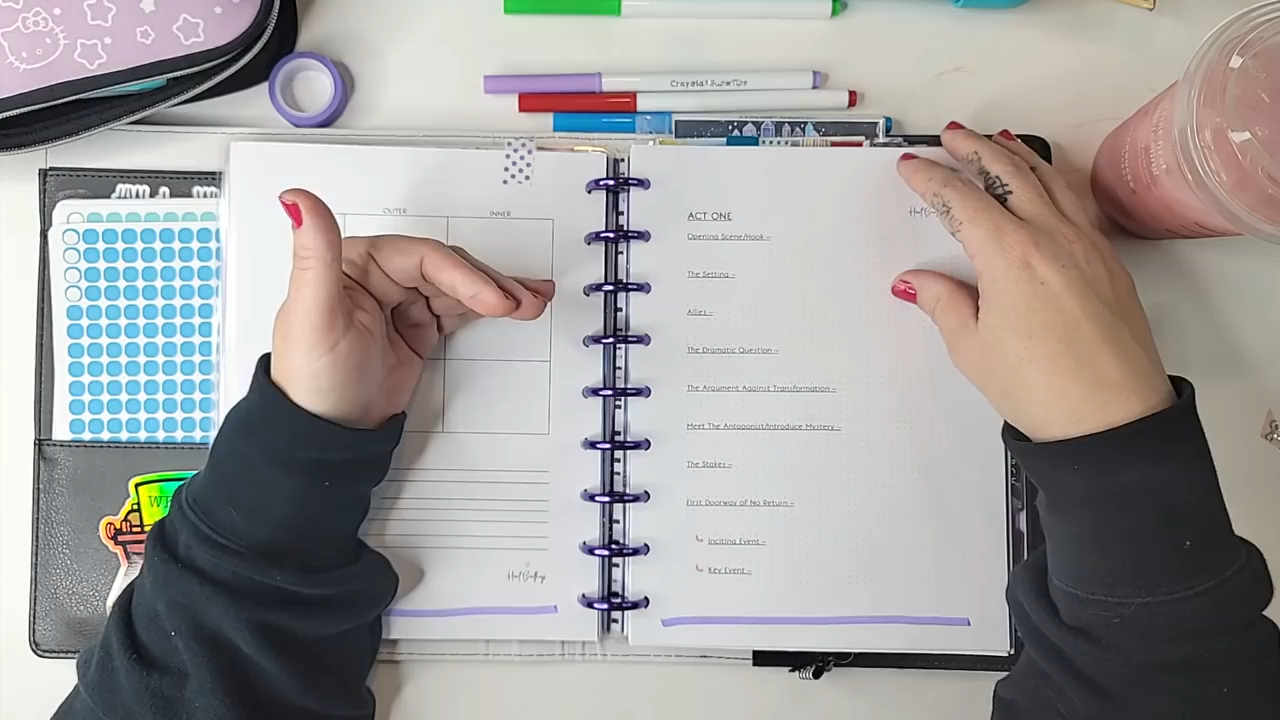 Crayola SuperTips
OUTER
INNER
ACT ONE
Opening Scene/Hook –
The Setting –
Allies –
The Dramatic Question –
The Argument Against Transformation –
Meet The Antagonist/Introduce Mystery –
The Stakes –
First Doorway of No Return –
Inciting Event –
Key Event –